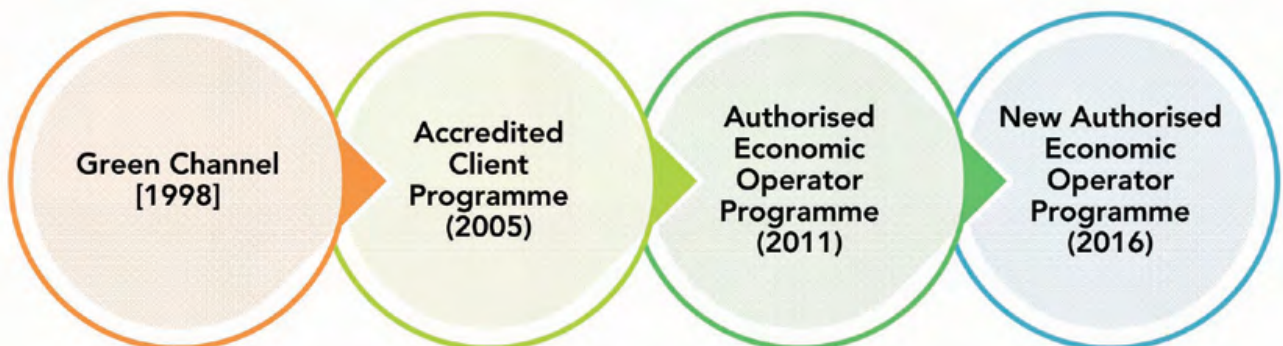 Green Channel
[1998]
Accredited
Client
Programme
(2005)
Authorised
Economic
Operator
Programme
(2011)
New Authorised
Economic
Operator
Programme
(2016)